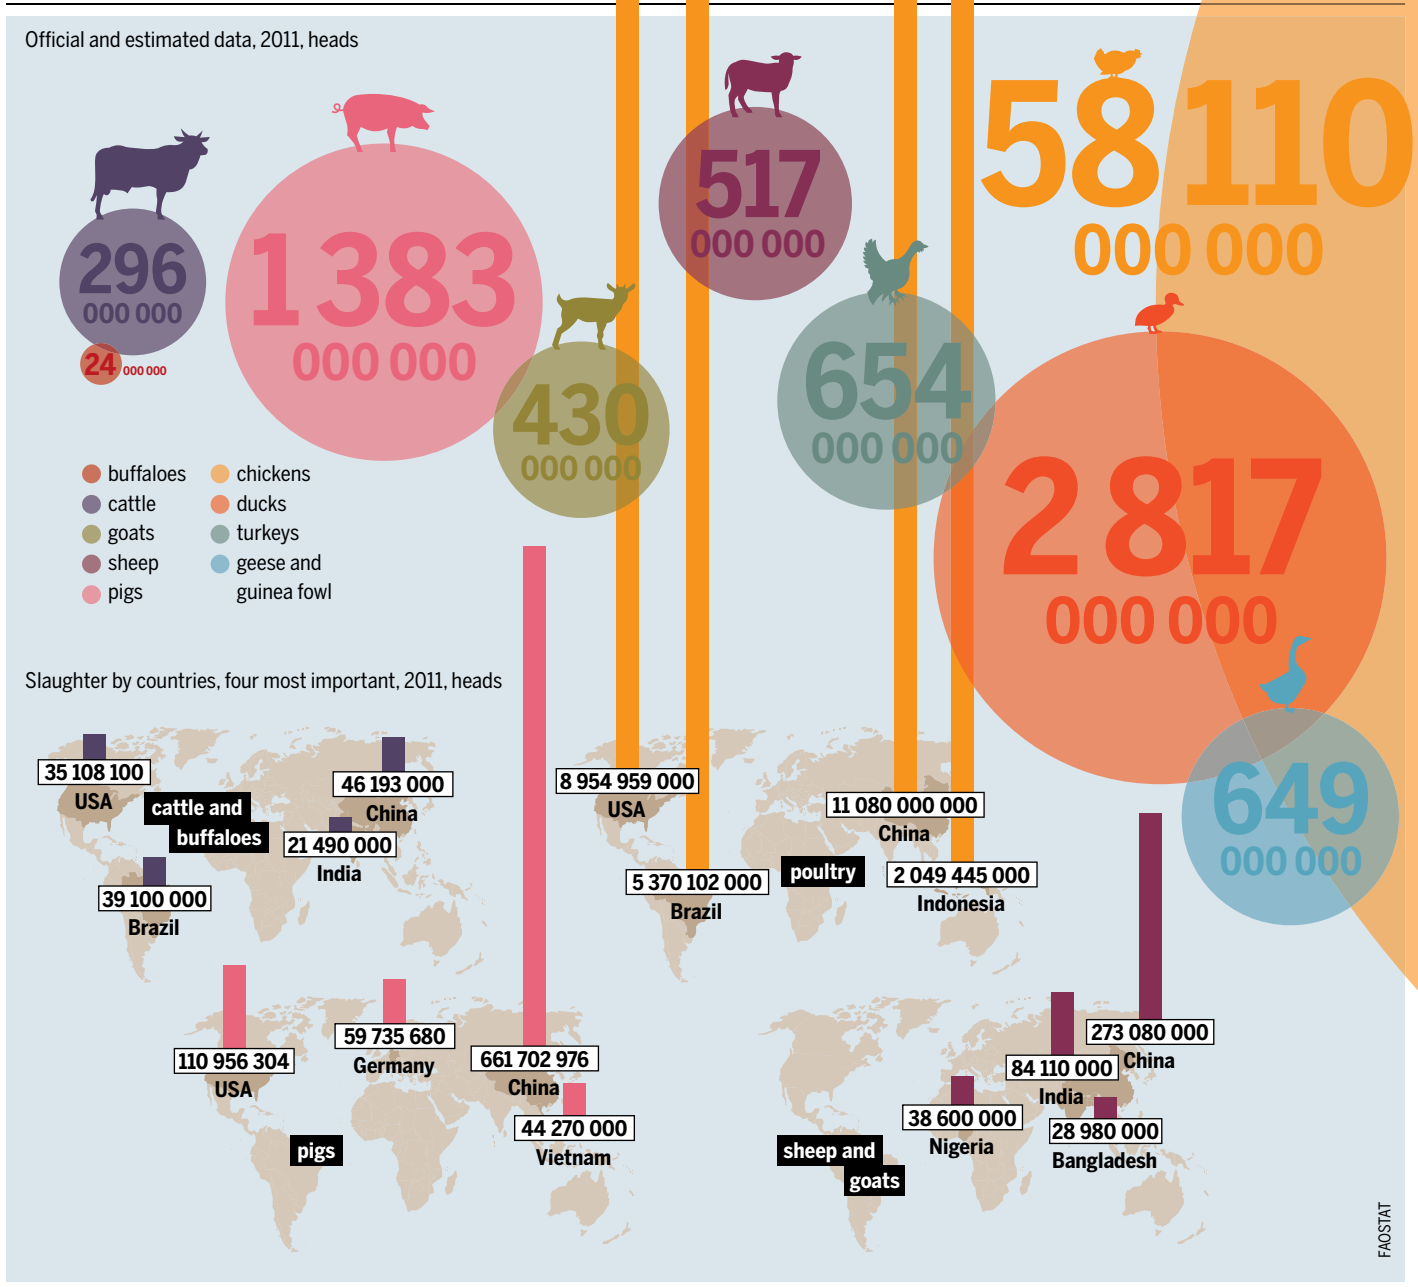 Official and estimated data, 2011, heads
296
000 000
24 000 000
1 383
000 000
430
000 000
517
000 000
654
000 000
58 110
000 000
2 817
000 000
649
000 000
buffaloes
cattle
goats
sheep
pigs
chickens
ducks
turkeys
geese and
guinea fowl
Slaughter by countries, four most important, 2011, heads
35 108 100
USA
cattle and
buffaloes
46 193 000
China
21 490 000
India
39 100 000
Brazil
8 954 959 000
USA
11 080 000 000
China
poultry
5 370 102 000
Brazil
2 049 445 000
Indonesia
110 956 304
USA
59 735 680
Germany
661 702 976
China
44 270 000
Vietnam
pigs
273 080 000
China
84 110 000
India
38 600 000
Nigeria
28 980 000
Bangladesh
sheep and
goats
FAOSTAT